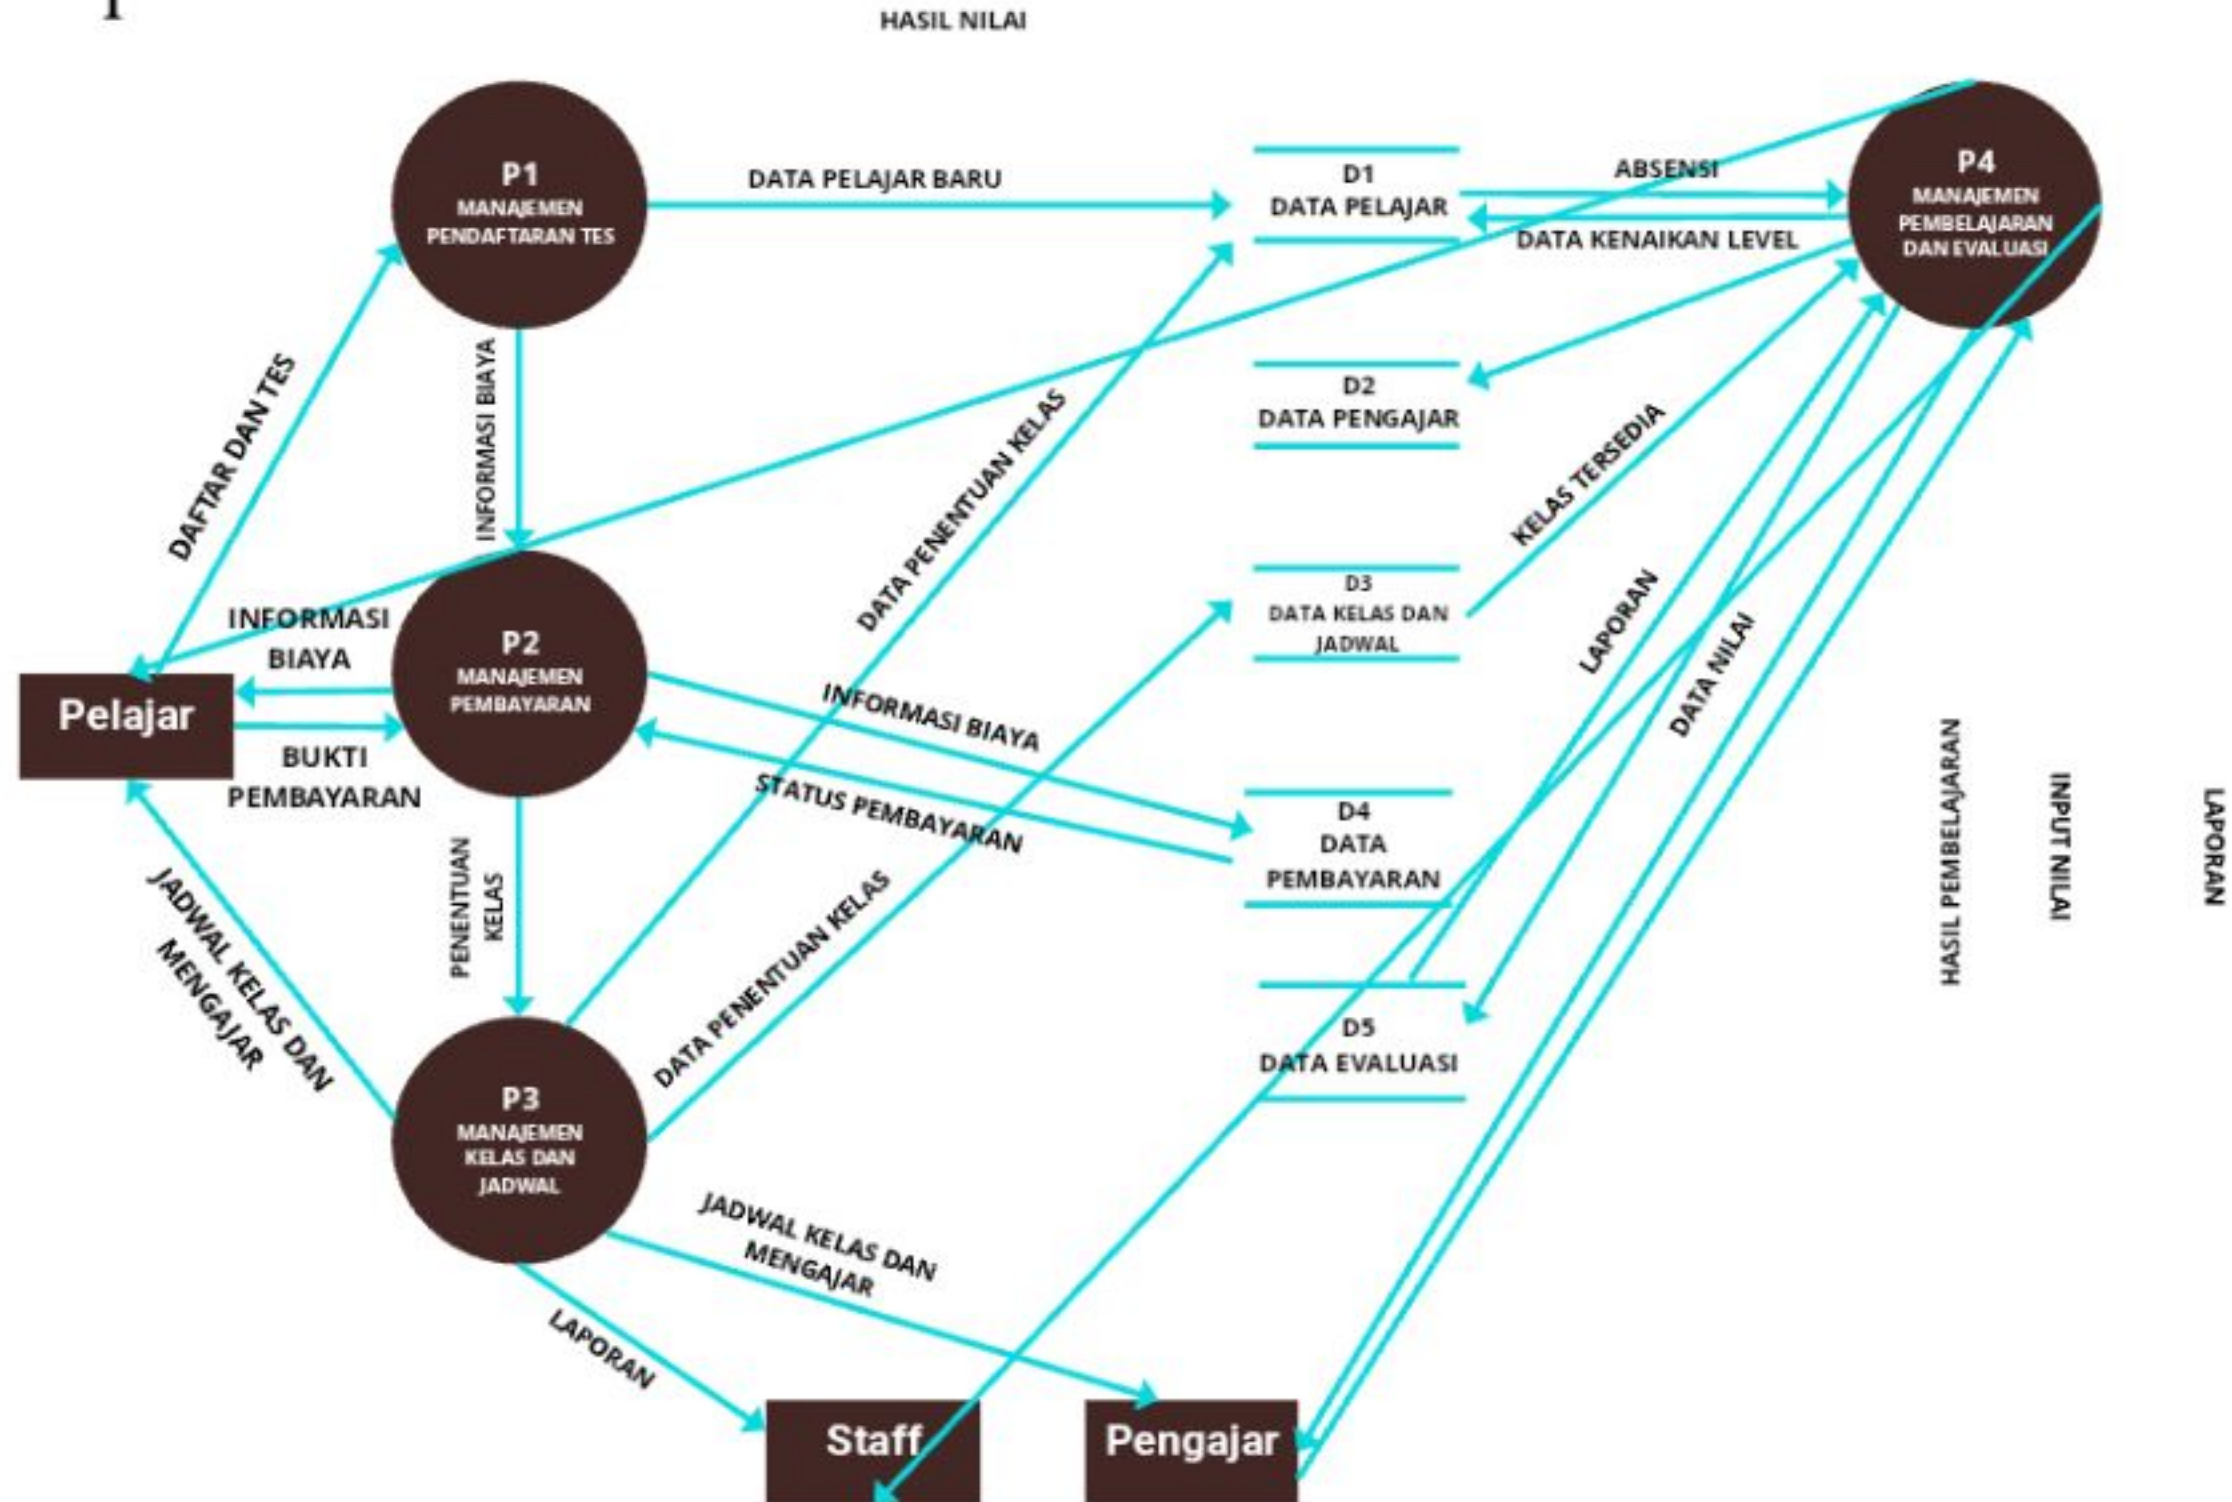 HASIL NILAI
P1
MANAJEMEN
PENDAFTARAN TES
DATA PELAJAR BARU
D1
DATA PELAJAR
ABSENSI
DATA KENAIKAN LEVEL
P4
MANAJEMEN
PEMBELAJARAN
DAN EVALUASI
DAFTAR DAN TES
INFORMASI BIAYA
DATA PENENTUAN KELAS
D2
DATA PENGAJAR
KELAS TERSEDIA
INFORMASI
BIAYA
P2
MANAJEMEN
PEMBAYARAN
D3
DATA KELAS DAN
JADWAL
LAPORAN
DATA NILAI
Pelajar
BUKTI
PEMBAYARAN
INFORMASI BIAYA
STATUS PEMBAYARAN
D4
DATA
PEMBAYARAN
HASIL PEMBELAJARAN
INPUT NILAI
LAPORAN
JADWAL KELAS DAN
MENGAJAR
PENENTUAN
KELAS
DATA PENENTUAN KELAS
D5
DATA EVALUASI
P3
MANAJEMEN
KELAS DAN
JADWAL
JADWAL KELAS DAN
MENGAJAR
LAPORAN
Staff
Pengajar